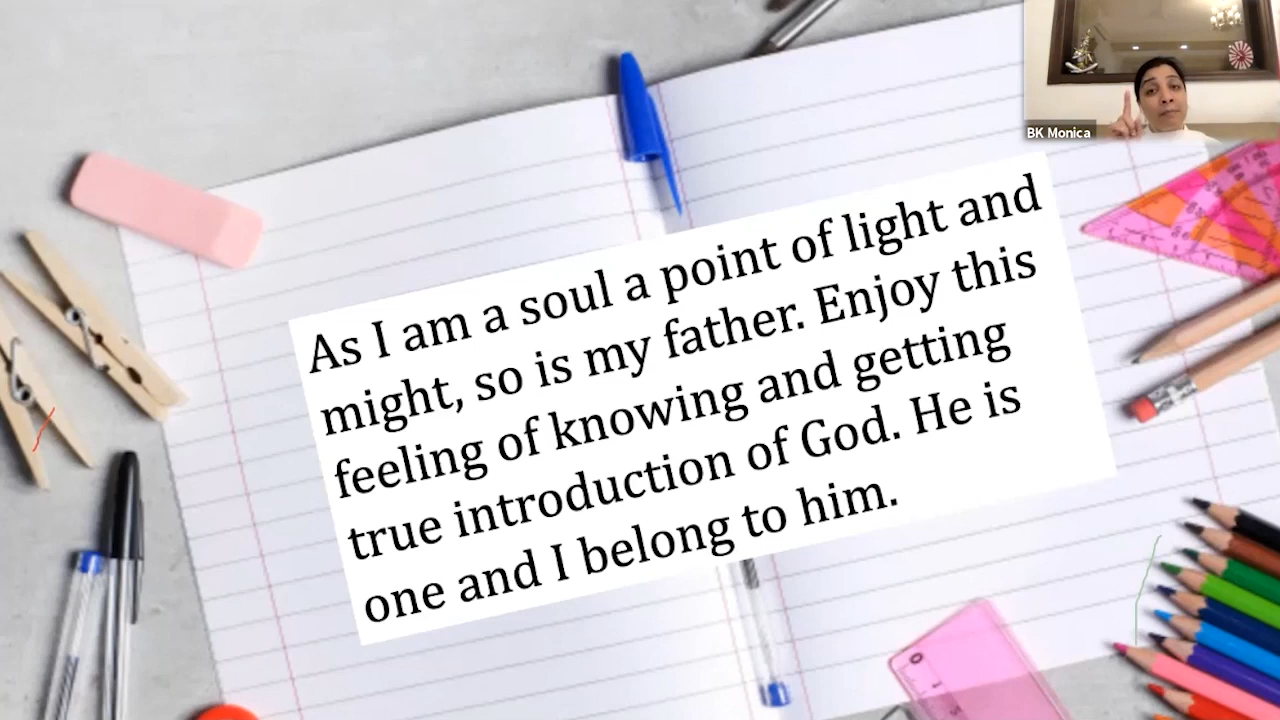 BK Monica
As I am a soul a point of light and
might, so is my father. Enjoy this
feeling of knowing and getting
true introduction of God. He is
one and I belong to him.